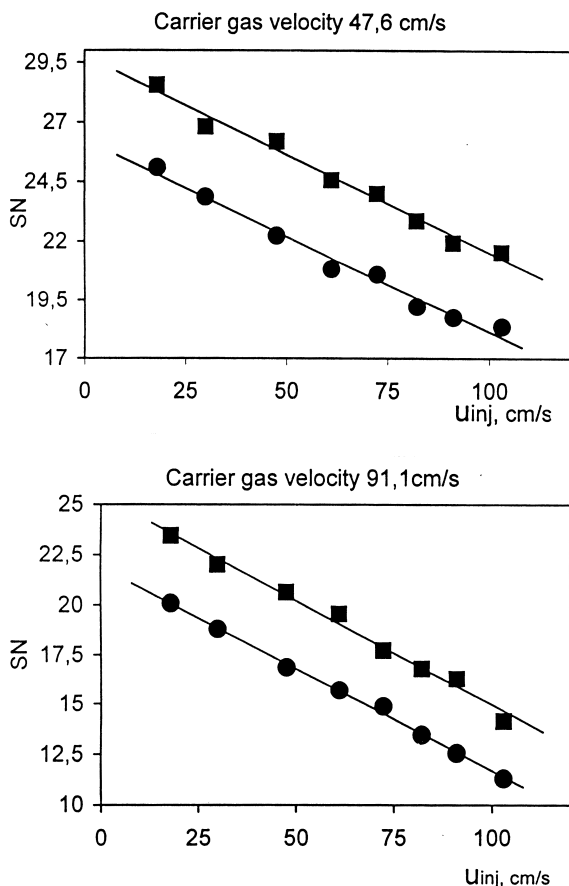 Carrier gas velocity 47,6 cm/s
29,5
27
24,5
22
19,5
17
SN
0 25 50 75 100
uinj, cm/s
Carrier gas velocity 91,1cm/s
25
22,5
20
17,5
15
12,5
10
SN
0 25 50 75 100
uinj, cm/s